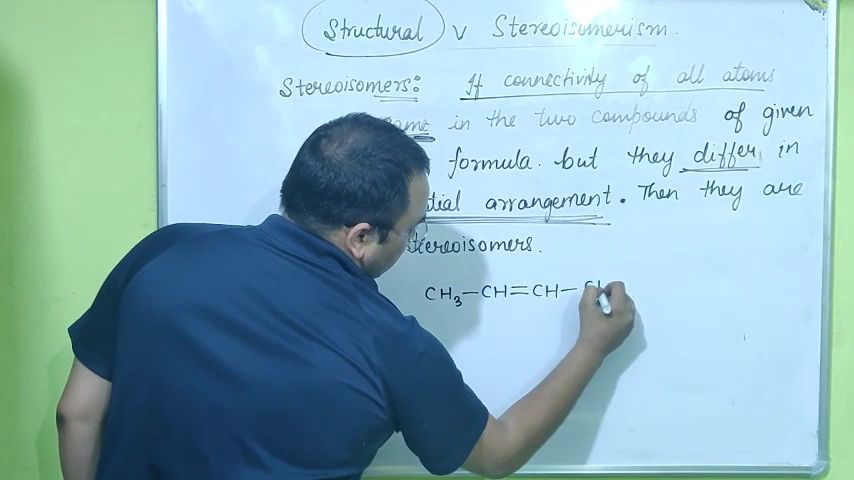 Structural v Stereoisomerism.
Stereoisomers: If connectivity of all atoms
in the two compounds of given
formula. but they differ in
arrangement. Then they are
stereoisomers.
CH3–CH=CH–